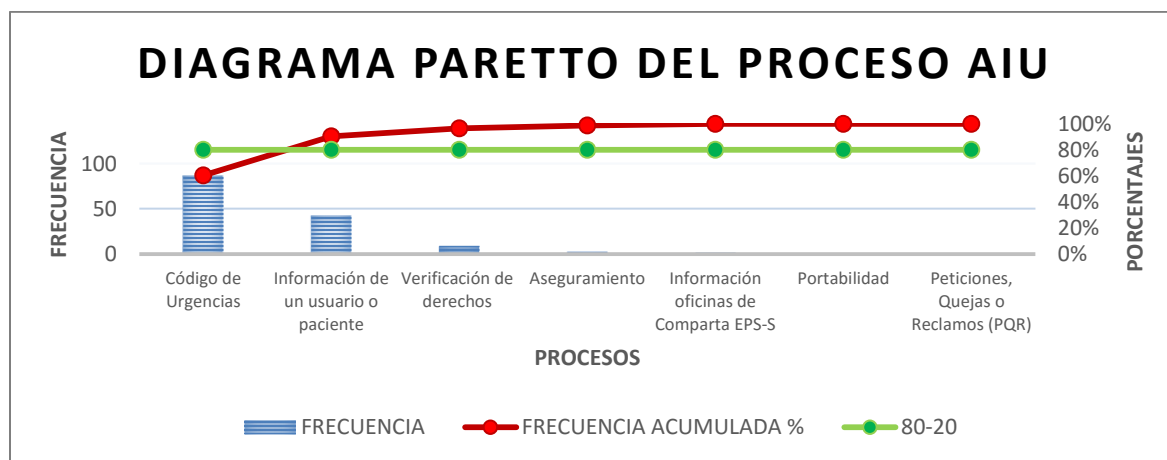 DIAGRAMA PARETTO DEL PROCESO AIU
FRECUENCIA
100
50
0
100%
80%
60%
40%
20%
0%
PORCENTAJES
Código de
Urgencias
Información de
un usuario o
paciente
Verificación de
derechos
Aseguramiento
Información
oficinas de
Comparta EPS-S
Portabilidad
Peticiones,
Quejas o
Reclamos (PQR)
PROCESOS
FRECUENCIA
FRECUENCIA ACUMULADA %
80-20